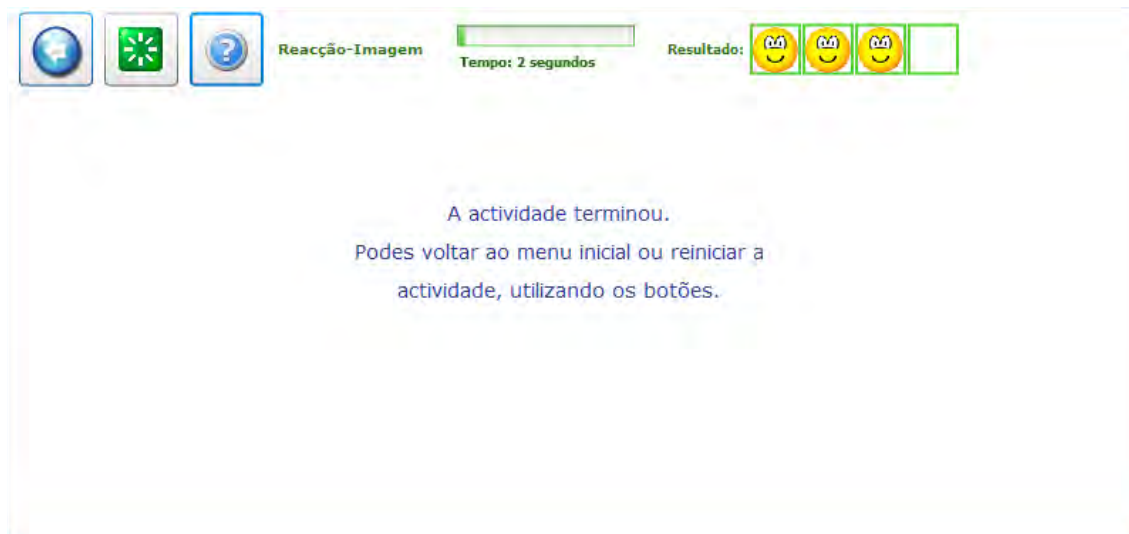 Reacção-Imagem
Tempo: 2 segundos
Resultado:
A actividade terminou.
Podes voltar ao menu inicial ou reiniciar a
actividade, utilizando os botões.